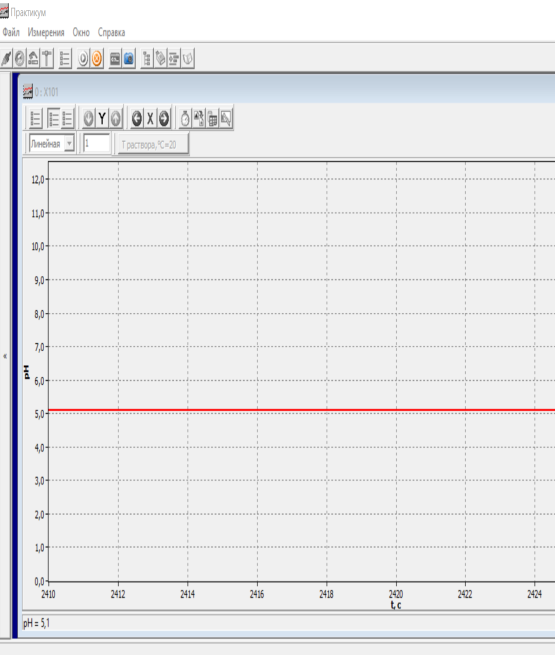 Практикум
Файл Измерения Окно Справка
0 : X101
Y X
Линейная 1 Т раствора, °C=20
12,0
11,0
10,0
9,0
8,0
7,0
6,0
5,0
4,0
3,0
2,0
1,0
0,0
pH
2410 2412 2414 2416 2418 2420 2422 2424
t, c
pH = 5,1